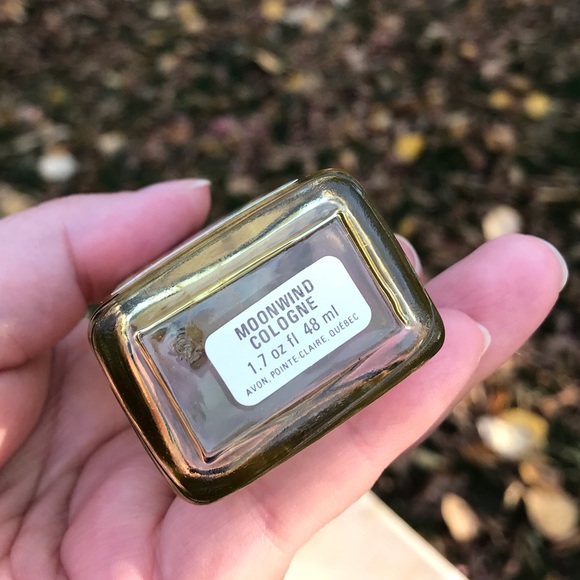 MOONWIND
COLOGNE
1.7 oz fl 48 ml
AVON, POINTE CLAIRE, QUÉBEC